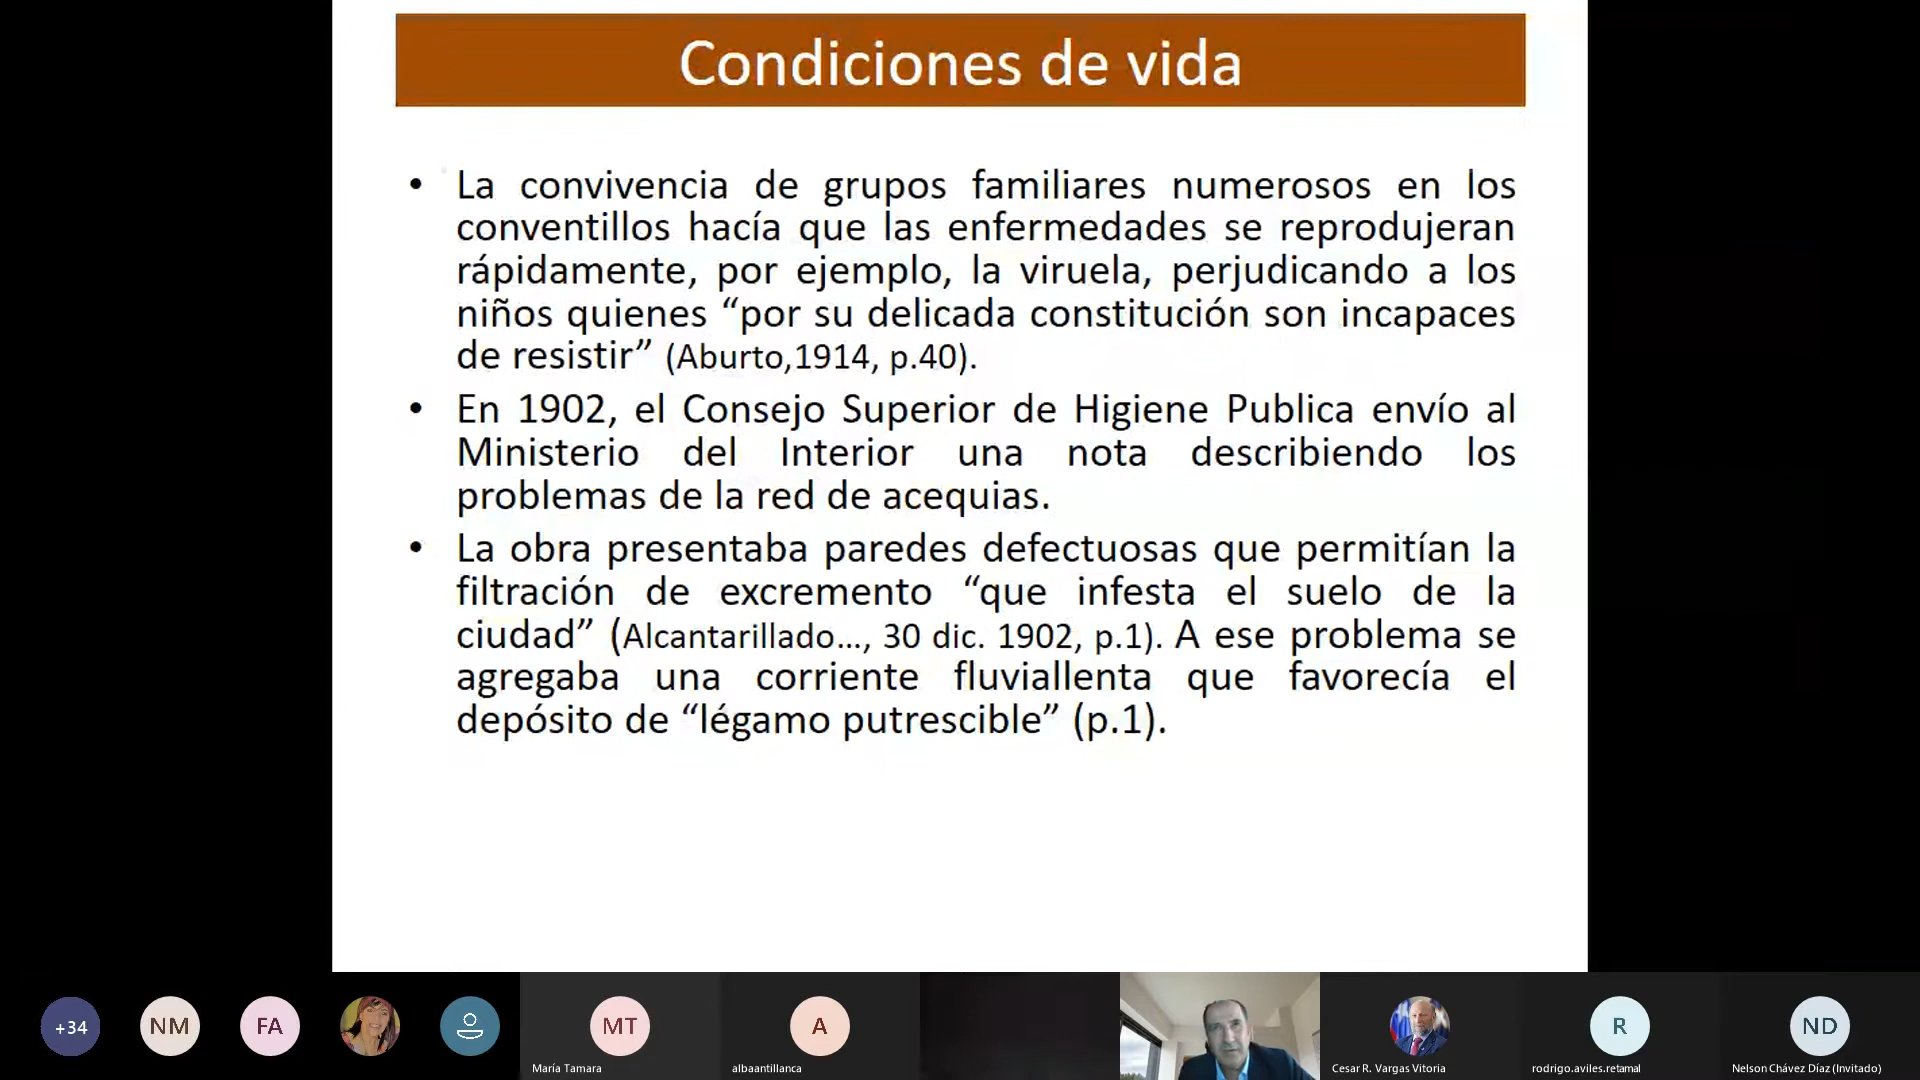 Condiciones de vida
• La convivencia de grupos familiares numerosos en los
conventillos hacía que las enfermedades se reprodujeran
rápidamente, por ejemplo, la viruela, perjudicando a los
niños quienes “por su delicada constitución son incapaces
de resistir” (Aburto,1914, p.40).
• En 1902, el Consejo Superior de Higiene Publica envío al
Ministerio del Interior una nota describiendo los
problemas de la red de acequias.
• La obra presentaba paredes defectuosas que permitían la
filtración de excremento “que infesta el suelo de la
ciudad” (Alcantarillado…, 30 dic. 1902, p.1). A ese problema se
agregaba una corriente fluviallenta que favorecía el
depósito de “légamo putrescible” (p.1).
+34
NM
FA
MT
A
R
ND
María Tamara
albaantillanca
Cesar R. Vargas Vitoria
rodrigo.aviles.retamal
Nelson Chávez Díaz (Invitado)